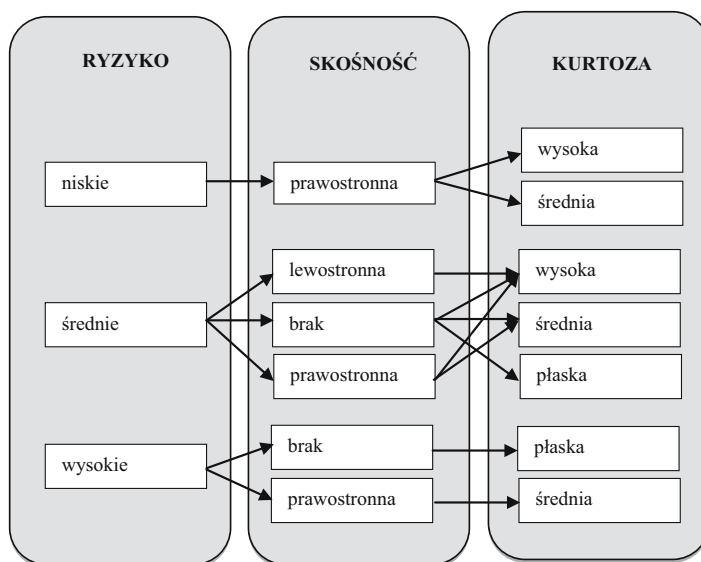 RYZYKO
SKOŚNOŚĆ
KURTOZA
niskie
prawostronna
wysoka
średnia
średnie
lewostronna
brak
prawostronna
wysoka
średnia
płaska
wysokie
brak
prawostronna
płaska
średnia